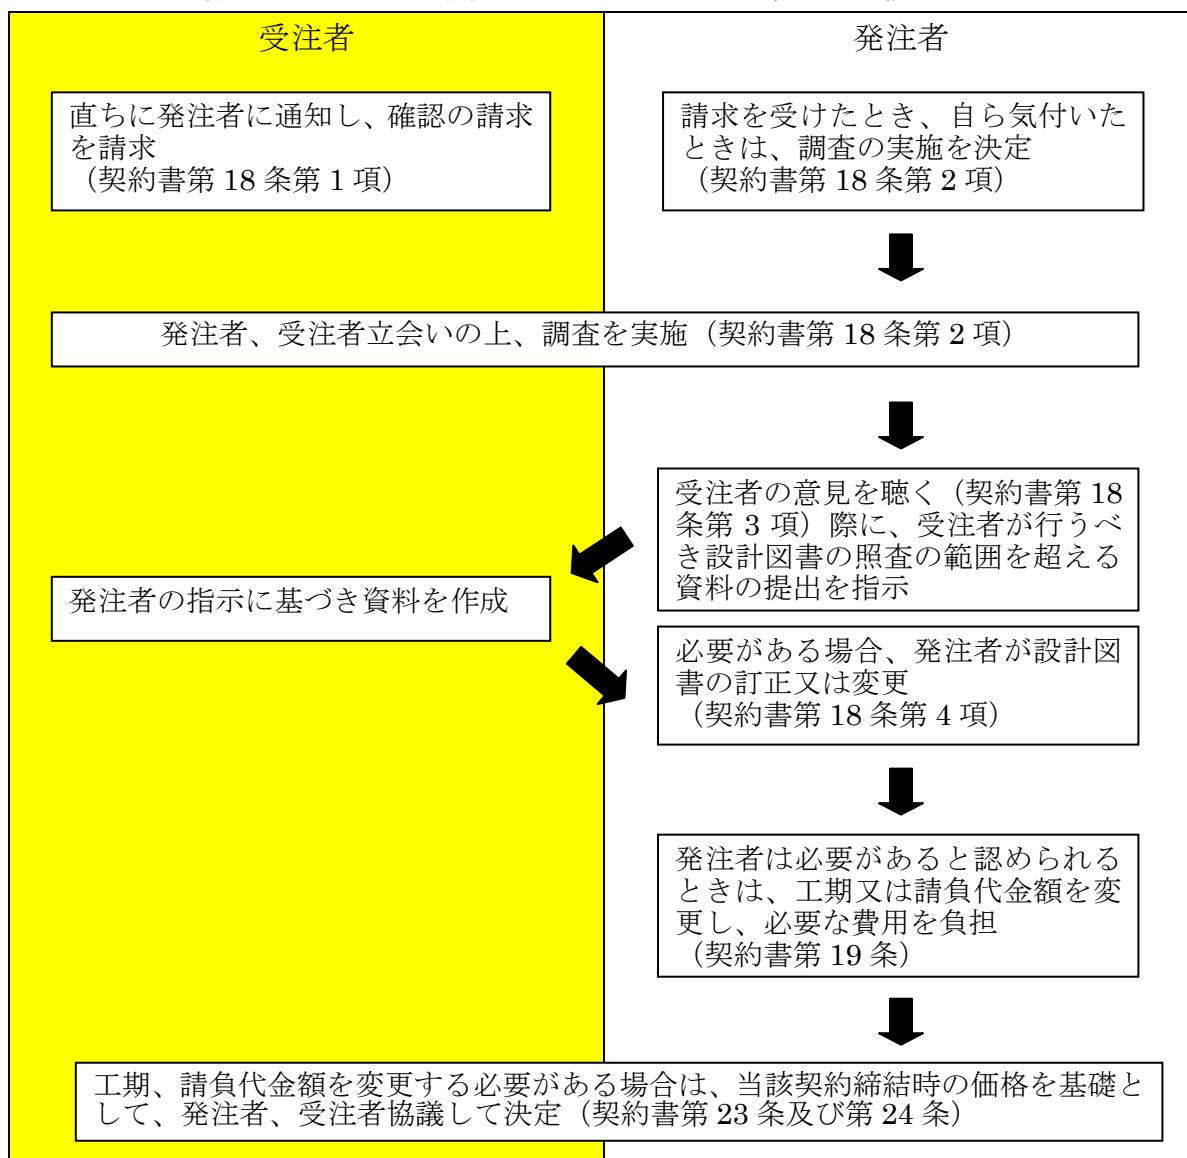 受注者
発注者
直ちに発注者に通知し、確認の請求
を請求
（契約書第 18 条第 1 項）
請求を受けたとき、自ら気付いた
ときは、調査の実施を決定
（契約書第 18 条第 2 項）
発注者、受注者立会いの上、調査を実施（契約書第 18 条第 2 項）
受注者の意見を聴く（契約書第 18
条第 3 項）際に、受注者が行うべ
き設計図書の照査の範囲を超える
資料の提出を指示
発注者の指示に基づき資料を作成
必要がある場合、発注者が設計図
書の訂正又は変更
（契約書第 18 条第 4 項）
発注者は必要があると認められる
ときは、工期又は請負代金額を変
更し、必要な費用を負担
（契約書第 19 条）
工期、請負代金額を変更する必要がある場合は、当該契約締結時の価格を基礎と
して、発注者、受注者協議して決定（契約書第 23 条及び第 24 条）